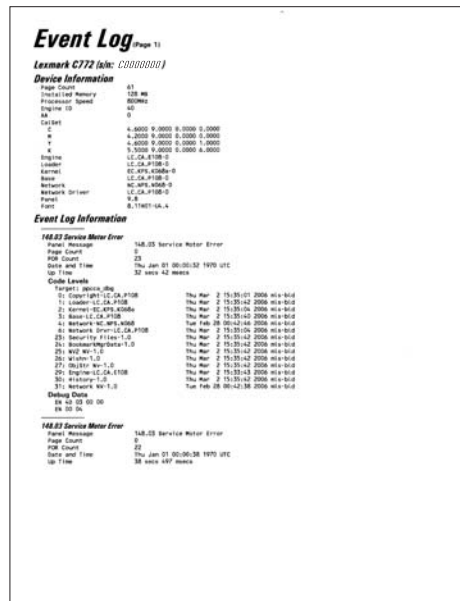 Event Log (Page 1)
Lexmark C772 (s/n: C0000000)
Device Information
Page Count 61
Installed Memory 128 MB
Processor Speed 800MHz
Engine ID 40
AA 0
CalSet
C 4.6000 9.0000 0.0000 0.0000
M 4.2000 9.0000 0.0000 0.0000
Y 4.6000 9.0000 0.0000 1.0000
K 5.5000 9.0000 0.0000 6.0000
Engine LC.CA.E108-0
Loader LC.CA.P108-0
Kernel EC.KPS.K068a-0
Base LC.CA.P108-0
Network NC.NPS.N068-0
Network Driver LC.CA.P108-0
Panel 9.8
Font
Event Log Information
148.03 Service Motor Error
Panel Message 148.03 Service Motor Error
Page Count 0
POR Count 23
Date and Time Thu Jan 01 00:00:32 1970 UTC
Up Time 32 secs 42 msecs
Code Levels
Target: ppcca_dbg
0: Copyright-LC.CA.P108 Thu Mar 2 15:35:01 2006 mis-bld
1: Loader-LC.CA.P108 Thu Mar 2 15:35:42 2006 mis-bld
2: Kernel-EC.KPS.K068a Thu Mar 2 15:35:04 2006 mis-bld
3: Base-LC.CA.P108 Thu Mar 2 15:35:40 2006 mis-bld
4: Network-NC.NPS.N068 Tue Feb 28 00:42:46 2006 mis-bld
6: Network Drvr-LC.CA.P108 Thu Mar 2 15:35:04 2006 mis-bld
23: Security Files-1.0 Thu Mar 2 15:35:42 2006 mis-bld
24: BookmarkMgrData-1.0 Thu Mar 2 15:35:42 2006 mis-bld
25: NV2 NV-1.0 Thu Mar 2 15:35:42 2006 mis-bld
26: Thu Mar 2 15:35:42 2006 mis-bld
27: ObjStr NV-1.0 Thu Mar 2 15:35:42 2006 mis-bld
29: Engine-LC.CA.E108 Thu Mar 2 15:33:43 2006 mis-bld
30: History-1.0 Thu Mar 2 15:35:42 2006 mis-bld
31: Network NV-1.0 Tue Feb 28 00:42:38 2006 mis-bld
Debug Data
EN 42 03 00 00
EN 00 04
148.03 Service Motor Error
Panel Message 148.03 Service Motor Error
Page Count 0
POR Count 22
Date and Time Thu Jan 01 00:00:38 1970 UTC
Up Time 38 secs 497 msecs